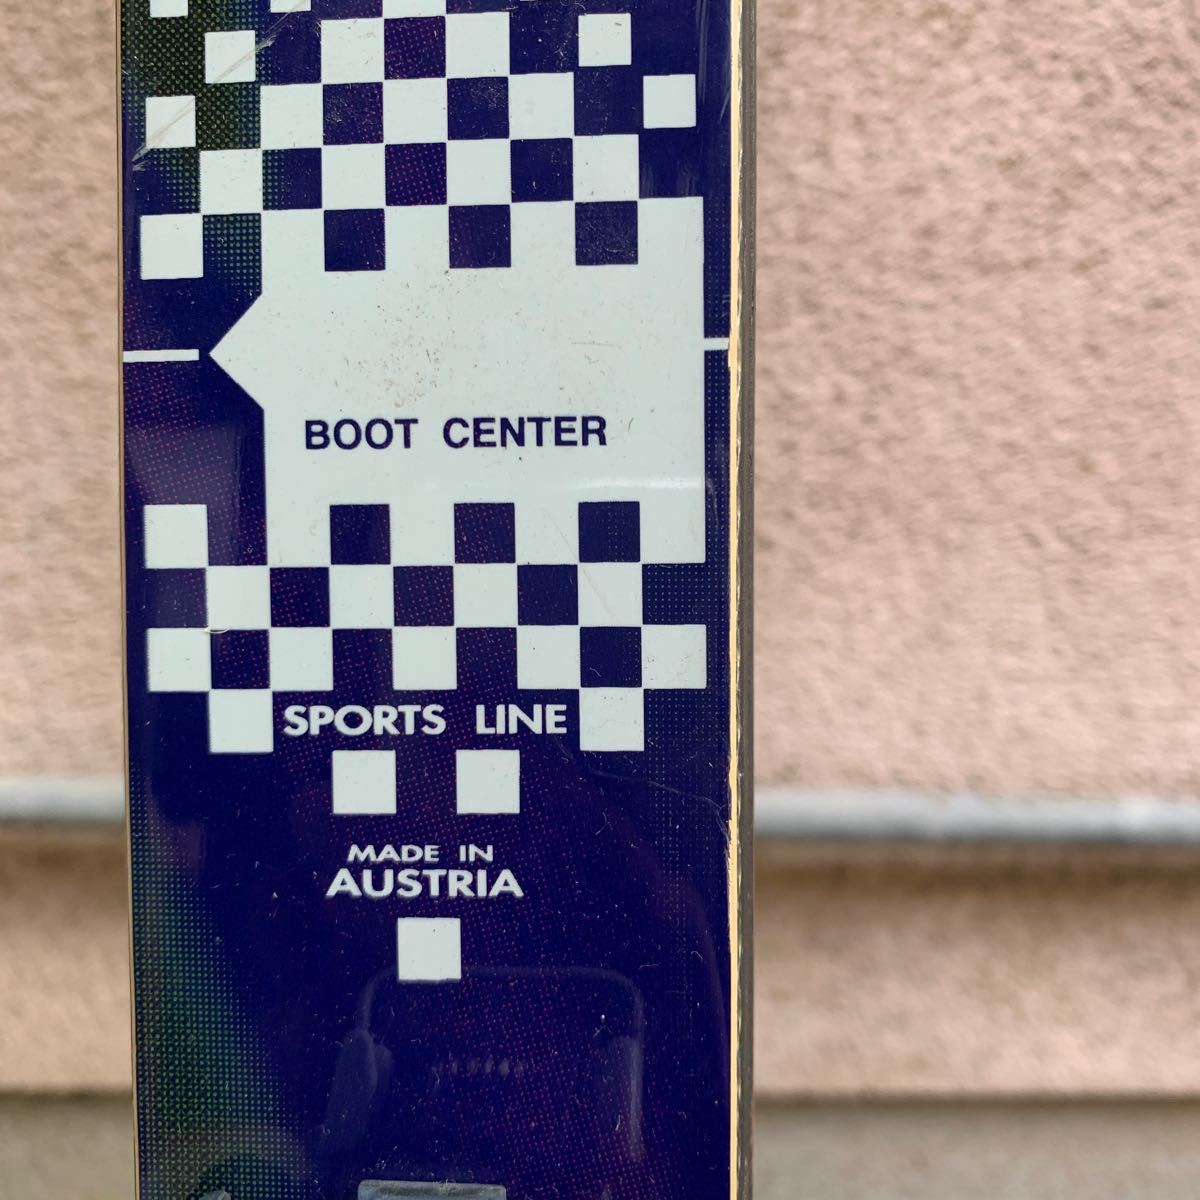 BOOT CENTER
SPORTS LINE
MADE IN
AUSTRIA